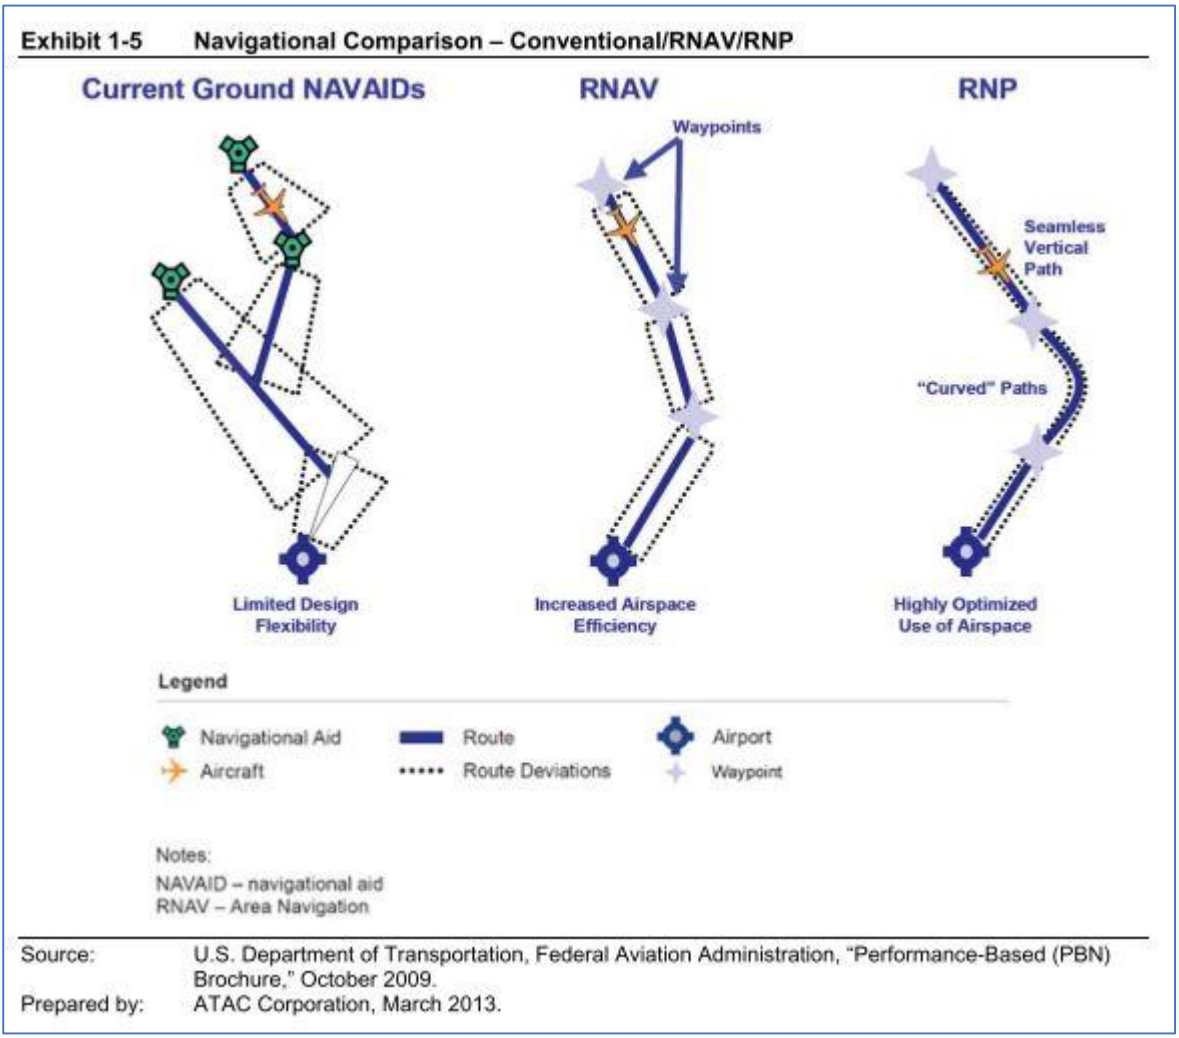 Exhibit 1-5 Navigational Comparison – Conventional/RNAV/RNP
Current Ground NAVAIDs
RNAV
RNP
Waypoints
Seamless
Vertical
Path
“Curved” Paths
Limited Design
Flexibility
Increased Airspace
Efficiency
Highly Optimized
Use of Airspace
Legend
Navigational Aid
Route
Airport
Aircraft
Route Deviations
Waypoint
Notes:
NAVAID – navigational aid
RNAV – Area Navigation
Source: U.S. Department of Transportation, Federal Aviation Administration, “Performance-Based (PBN)
Brochure,” October 2009.
Prepared by: ATAC Corporation, March 2013.